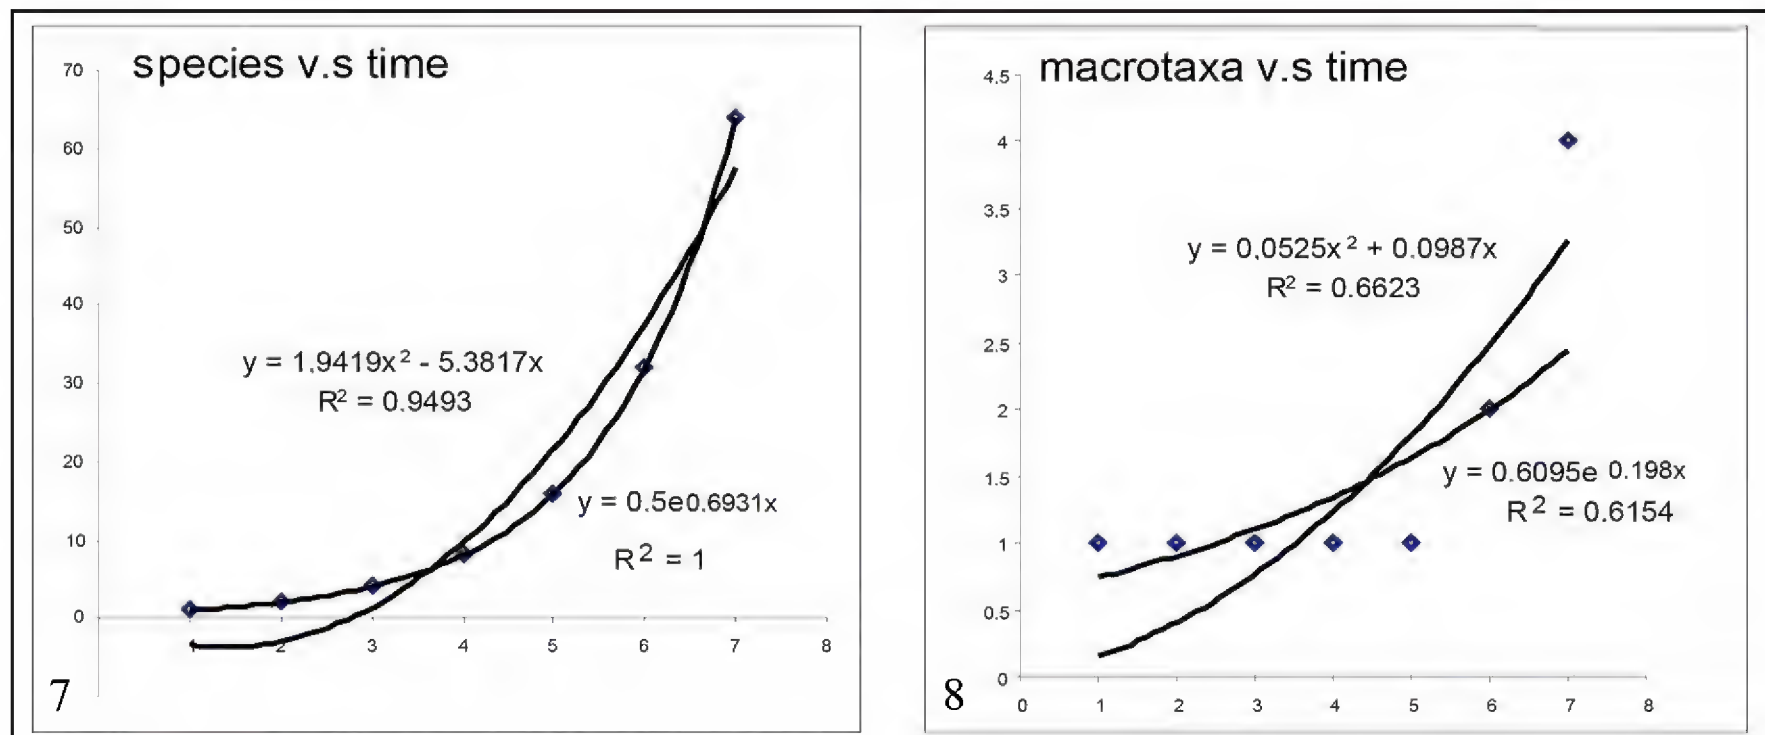 species v.s time
70
60
50
40
30
20
10
0
1 2 3 4 5 6 7 8
y = 1.9419x² - 5.3817x
R² = 0.9493
y = 0.5e0.6931x
R² = 1
7
macrotaxa v.s time
4.5
4
3.5
3
2.5
2
1.5
1
0.5
0
0 1 2 3 4 5 6 7 8
y = 0.0525x² + 0.0987x
R² = 0.6623
y = 0.6095e 0.198x
R² = 0.6154
8